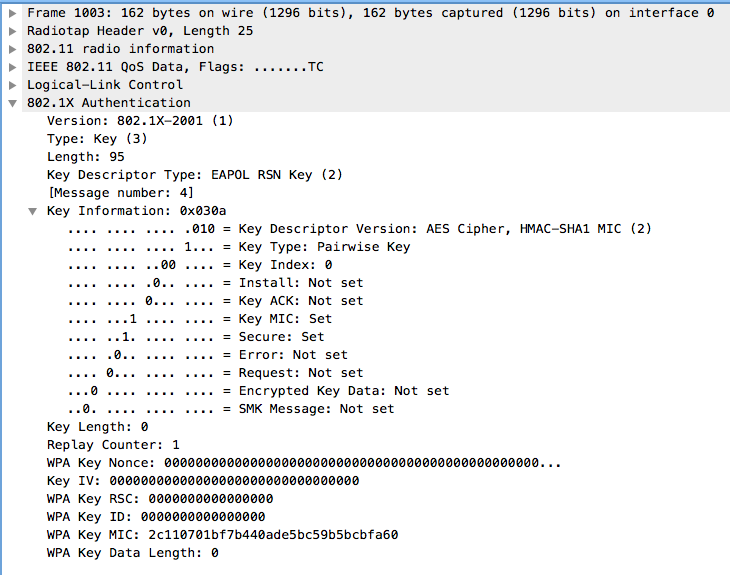 Frame 1003: 162 bytes on wire (1296 bits), 162 bytes captured (1296 bits) on interface 0
Radiotap Header v0, Length 25
802.11 radio information
IEEE 802.11 QoS Data, Flags: .......TC
Logical-Link Control
802.1X Authentication
Version: 802.1X-2001 (1)
Type: Key (3)
Length: 95
Key Descriptor Type: EAPOL RSN Key (2)
[Message number: 4]
Key Information: 0x030a
.... .... .... .010 = Key Descriptor Version: AES Cipher, HMAC-SHA1 MIC (2)
.... .... .... 1... = Key Type: Pairwise Key
.... .... ..00 .... = Key Index: 0
.... .... .0.. .... = Install: Not set
.... .... 0... .... = Key ACK: Not set
.... ...1 .... .... = Key MIC: Set
.... ..1. .... .... = Secure: Set
.... .0.. .... .... = Error: Not set
.... 0... .... .... = Request: Not set
...0 .... .... .... = Encrypted Key Data: Not set
..0. .... .... .... = SMK Message: Not set
Key Length: 0
Replay Counter: 1
WPA Key Nonce: 000000000000000000000000000000000000000000000000...
Key IV: 00000000000000000000000000000000
WPA Key RSC: 0000000000000000
WPA Key ID: 0000000000000000
WPA Key MIC: 2c110701bf7b440ade5bc59b5bcbfa60
WPA Key Data Length: 0